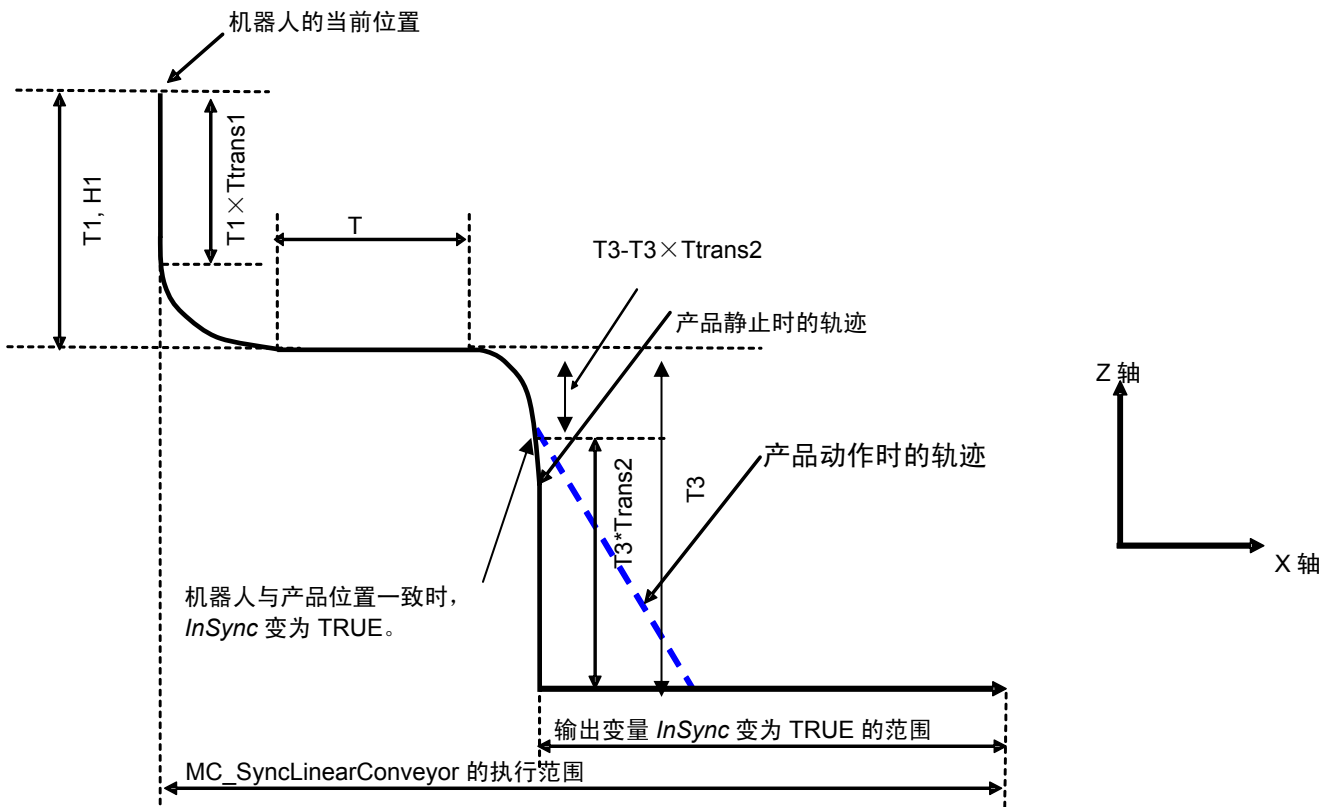 机器人的当前位置
T1, H1
T1×Ttrans1
T
T3-T3×Ttrans2
产品静止时的轨迹
Z 轴
产品动作时的轨迹
T3
T3*Trans2
X 轴
机器人与产品位置一致时，
InSync 变为 TRUE。
输出变量 InSync 变为 TRUE 的范围
MC_SyncLinearConveyor 的执行范围